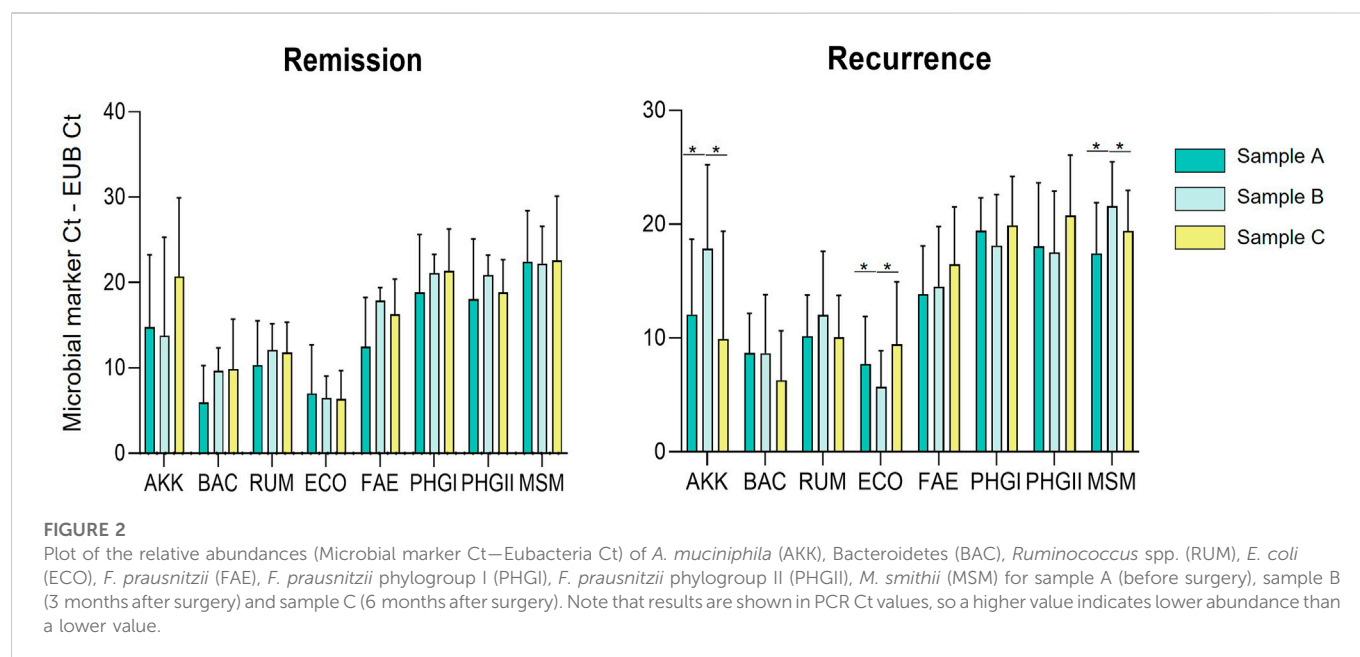 Remission
Recurrence
Microbial marker Ct - EUB Ct
40
30
20
10
0
AKK BAC RUM ECO FAE PHGI PHGII MSM
30
20
10
0
* * * * * *
AKK BAC RUM ECO FAE PHGI PHGII MSM
Sample A
Sample B
Sample C
FIGURE 2
Plot of the relative abundances (Microbial marker Ct—Eubacteria Ct) of A. muciniphila (AKK), Bacteroidetes (BAC), Ruminococcus spp. (RUM), E. coli
(ECO), F. prausnitzii (FAE), F. prausnitzii phylogroup I (PHGI), F. prausnitzii phylogroup II (PHGII), M. smithii (MSM) for sample A (before surgery), sample B
(3 months after surgery) and sample C (6 months after surgery). Note that results are shown in PCR Ct values, so a higher value indicates lower abundance than
a lower value.